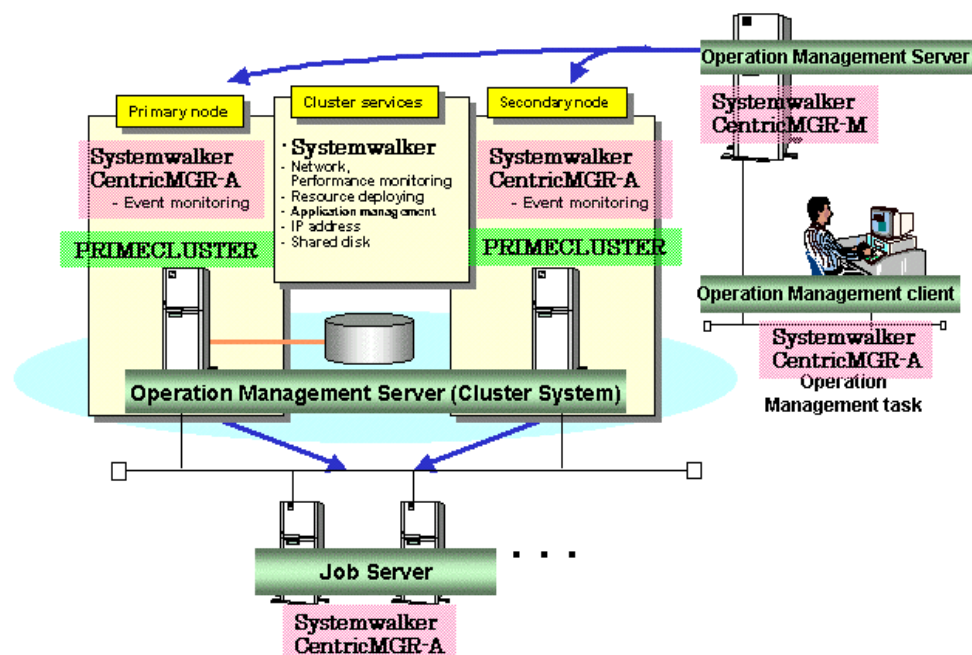 Operation Management Server
Systemwalker
CentricMGR-M
Primary node
Cluster services
Secondary node
Systemwalker
CentricMGR-A
- Event monitoring
PRIMECLUSTER
· Systemwalker
- Network,
Performance monitoring
- Resource deploying
- Application management
- IP address
- Shared disk
Systemwalker
CentricMGR-A
- Event monitoring
PRIMECLUSTER
Operation Management client
Systemwalker
CentricMGR-A
Operation
Management task
Operation Management Server (Cluster System)
Job Server
. . .
Systemwalker
CentricMGR-A